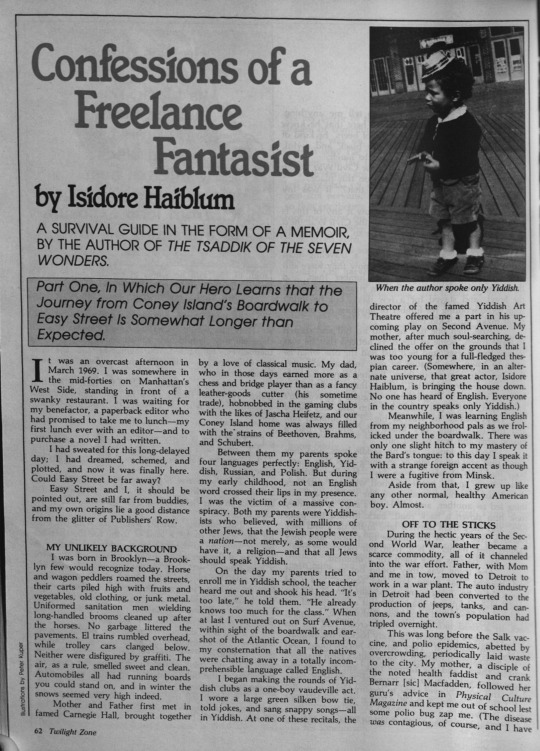 Confessions of a
Freelance
Fantasist
by Isidore Haiblum
A SURVIVAL GUIDE IN THE FORM OF A MEMOIR,
BY THE AUTHOR OF THE TSADDIK OF THE SEVEN
WONDERS.
Part One, In Which Our Hero Learns that the
Journey from Coney Island's Boardwalk to
Easy Street Is Somewhat Longer than
Expected.
When the author spoke only Yiddish.
It was an overcast afternoon in
March 1969. I was somewhere in
the mid-forties on Manhattan's
West Side, standing in front of a
swanky restaurant. I was waiting for
my benefactor, a paperback editor who
had promised to take me to lunch—my
first lunch ever with an editor—and to
purchase a novel I had written.
I had sweated for this long-delayed
day; I had dreamed, schemed, and
plotted, and now it was finally here.
Could Easy Street be far away?
Easy Street and I, it should be
pointed out, are still far from buddies,
and my own origins lie a good distance
from the glitter of Publishers' Row.
MY UNLIKELY BACKGROUND
I was born in Brooklyn—a Brook-
lyn few would recognize today. Horse
and wagon peddlers roamed the streets,
their carts piled high with fruits and
vegetables, old clothing, or junk metal.
Uniformed sanitation men wielding
long-handled brooms cleaned up after
the horses. No garbage littered the
pavements. El trains rumbled overhead,
while trolley cars clanged below.
Neither were disfigured by graffiti. The
air, as a rule, smelled sweet and clean.
Automobiles all had running boards
you could stand on, and in winter the
snows seemed very high indeed.
Mother and Father first met in
famed Carnegie Hall, brought together
by a love of classical music. My dad,
who in those days earned more as a
chess and bridge player than as a fancy
leather-goods cutter (his sometime
trade), hobnobbed in the gaming clubs
with the likes of Jascha Heifetz, and our
Coney Island home was always filled
with the strains of Beethoven, Brahms,
and Schubert.
Between them my parents spoke
four languages perfectly: English, Yid-
dish, Russian, and Polish. But during
my early childhood, not an English
word crossed their lips in my presence.
I was the victim of a massive con-
spiracy. Both my parents were Yiddish-
ists who believed, with millions of
other Jews, that the Jewish people were
a nation—not merely, as some would
have it, a religion—and that all Jews
should speak Yiddish.
On the day my parents tried to
enroll me in Yiddish school, the teacher
heard me out and shook his head. "It's
too late," he told them. "He already
knows too much for the class." When
at last I ventured out on Surf Avenue,
within sight of the boardwalk and ear-
shot of the Atlantic Ocean, I found to
my consternation that all the natives
were chatting away in a totally incom-
prehensible language called English.
I began making the rounds of Yid-
dish clubs as a one-boy vaudeville act.
I wore a large green silken bow tie,
told jokes, and sang snappy songs—all
in Yiddish. At one of these recitals, the
director of the famed Yiddish Art
Theatre offered me a part in his up-
coming play on Second Avenue. My
mother, after much soul-searching, de-
clined the offer on the grounds that I
was too young for a full-fledged thes-
pian career. (Somewhere, in an alter-
nate universe, that great actor, Isidore
Haiblum, is bringing the house down.
No one has heard of English. Everyone
in the country speaks only Yiddish.)
Meanwhile, I was learning English
from my neighborhood pals as we frol-
icked under the boardwalk. There was
only one slight hitch to my mastery of
the Bard's tongue: to this day I speak it
with a strange foreign accent as though
I were a fugitive from Minsk.
Aside from that, I grew up like
any other normal, healthy American
boy. Almost.
OFF TO THE STICKS
During the hectic years of the Sec-
ond World War, leather became a
scarce commodity, all of it channeled
into the war effort. Father, with Mom
and me in tow, moved to Detroit to
work in a war plant. The auto industry
in Detroit had been converted to the
production of jeeps, tanks, and can-
nons, and the town's population had
tripled overnight.
This was long before the Salk vac-
cine, and polio epidemics, abetted by
overcrowding, periodically laid waste
to the city. My mother, a disciple of
the noted health faddist and crank
Bernarr [sic] Macfadden, followed her
guru's advice in Physical Culture
Magazine and kept me out of school lest
some polio bug zap me. (The disease
was contagious, of course, and I have
Illustrations by Peter Kuper
62 Twilight Zone